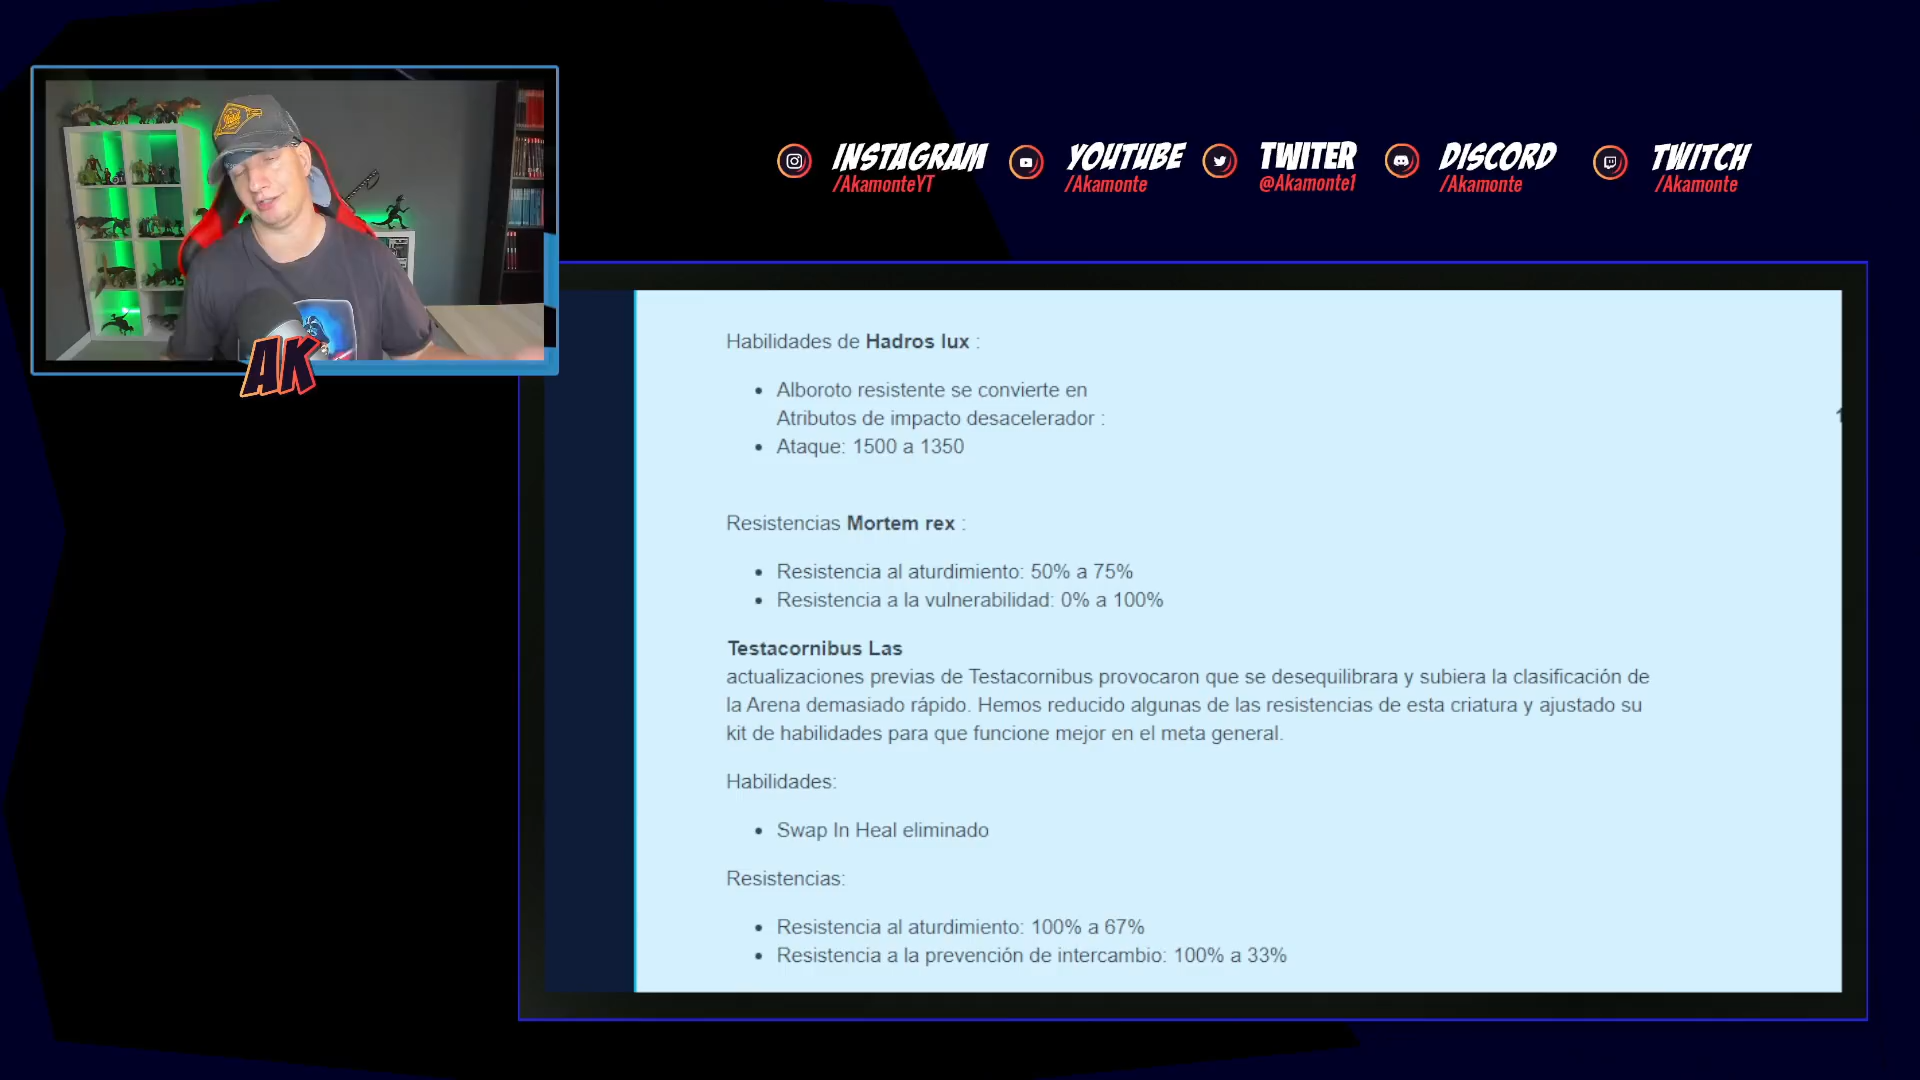 INSTAGRAM
/AkamonteYT
YOUTUBE
/Akamonte
TWITER
@Akamonte1
DISCORD
/Akamonte
TWITCH
/Akamonte
AK
Habilidades de Hadros lux :
• Alboroto resistente se convierte en
Atributos de impacto desacelerador :
• Ataque: 1500 a 1350
Resistencias Mortem rex :
• Resistencia al aturdimiento: 50% a 75%
• Resistencia a la vulnerabilidad: 0% a 100%
Testacornibus Las
actualizaciones previas de Testacornibus provocaron que se desequilibrara y subiera la clasificación de
la Arena demasiado rápido. Hemos reducido algunas de las resistencias de esta criatura y ajustado su
kit de habilidades para que funcione mejor en el meta general.
Habilidades:
• Swap In Heal eliminado
Resistencias:
• Resistencia al aturdimiento: 100% a 67%
• Resistencia a la prevención de intercambio: 100% a 33%